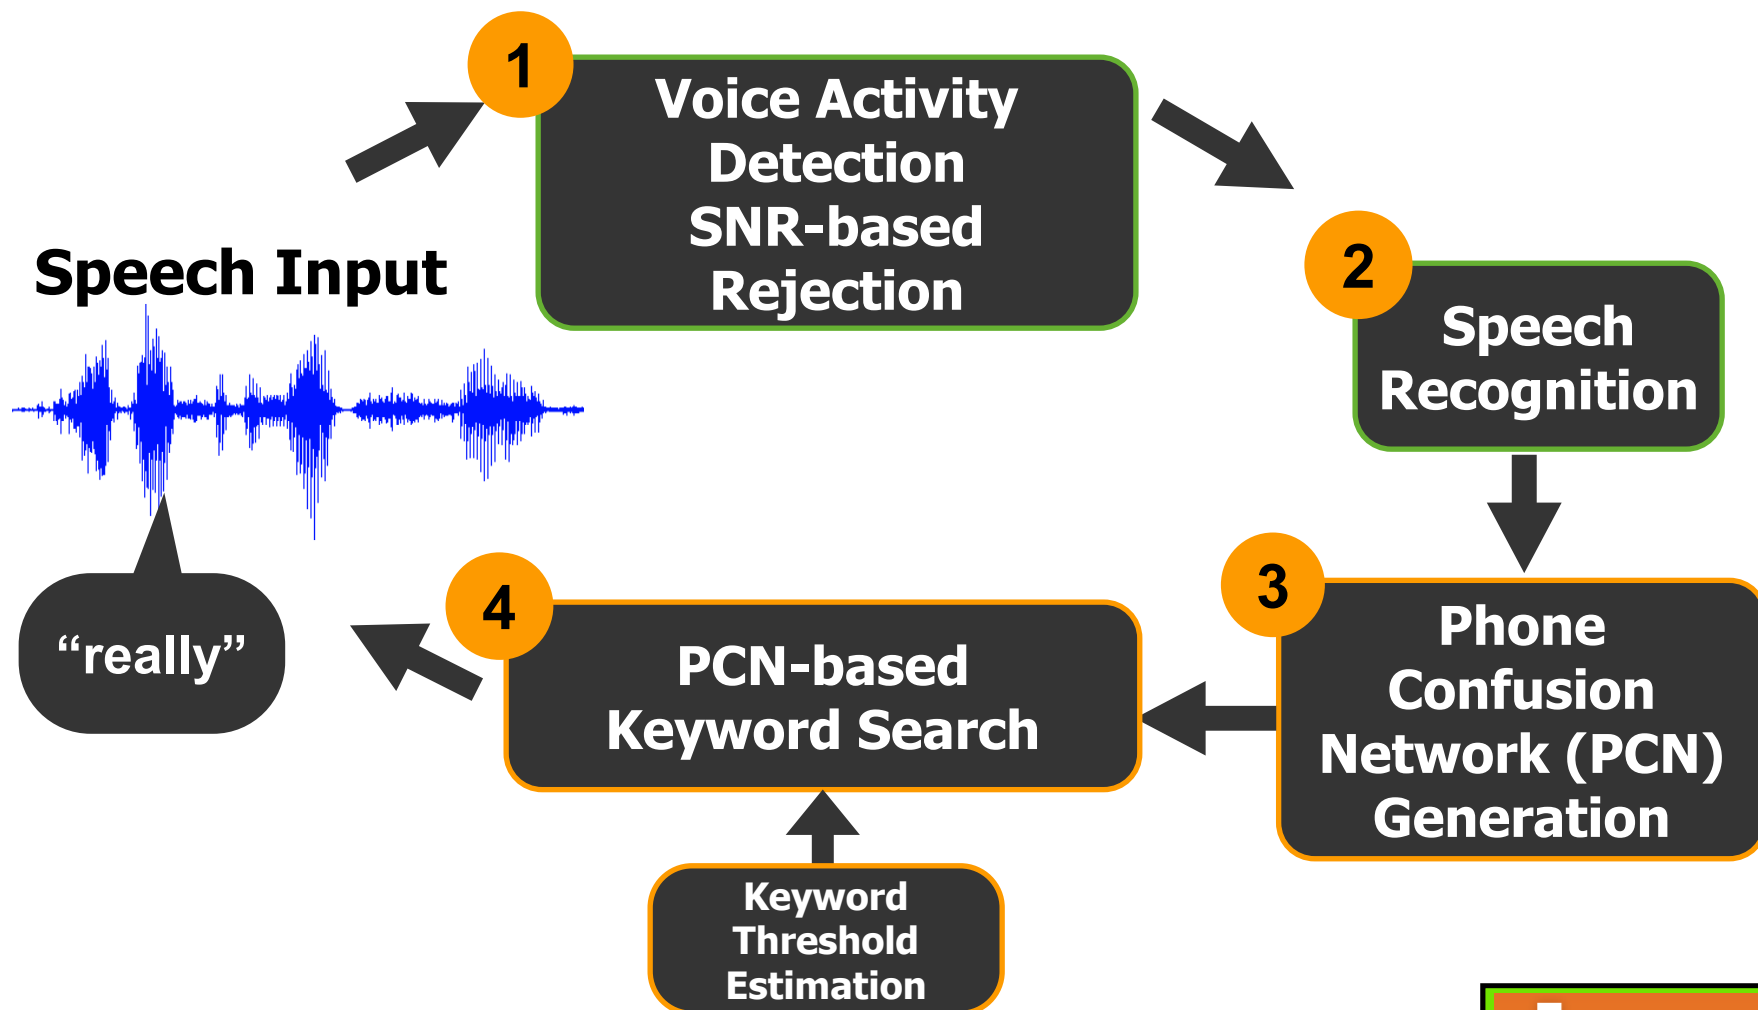 1
Voice Activity
Detection
SNR-based
Rejection
Speech Input
2
Speech
Recognition
3
Phone
Confusion
Network (PCN)
Generation
4
PCN-based
Keyword Search
“really”
Keyword
Threshold
Estimation